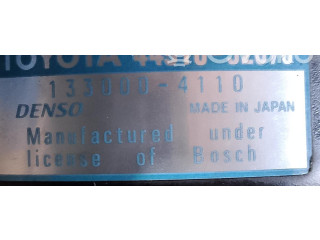 TOYOTA
133000-4110
DENSO MADE IN JAPAN
Manufactured under
license of Bosch